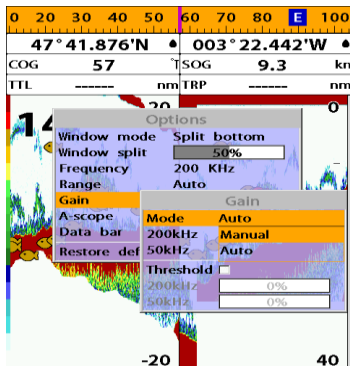 0 20 30 40 50 60 70 80 E 100
47°41.876'N 003°22.442'W
COG 57 °T SOG 9.3 kn
TTL ------ nm TRP ------ nm
20 0
Options
Window mode Split bottom
Window split 50%
Frequency 200 KHz
Range Auto
Gain
A-scope
Data bar
Restore def
Gain
Mode Auto
200kHz Manual
50kHz Auto
Threshold
200kHz 0%
50kHz 0%
-20 40